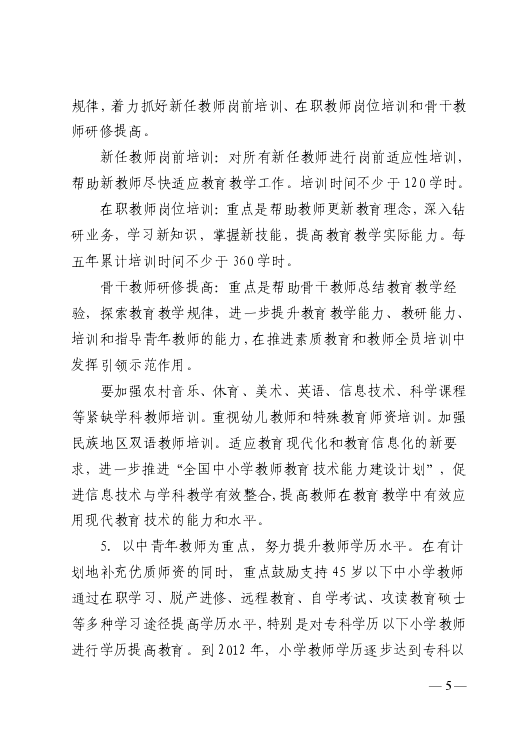 规律，着力抓好新任教师岗前培训、在职教师岗位培训和骨干教
师研修提高。
新任教师岗前培训：对所有新任教师进行岗前适应性培训，
帮助新教师尽快适应教育教学工作。培训时间不少于 120 学时。
在职教师岗位培训：重点是帮助教师更新教育理念，深入钻
研业务，学习新知识，掌握新技能，提高教育教学实际能力。每
五年累计培训时间不少于 360 学时。
骨干教师研修提高：重点是帮助骨干教师总结教育教学经
验，探索教育教学规律，进一步提升教育教学能力、教研能力、
培训和指导青年教师的能力，在推进素质教育和教师全员培训中
发挥引领示范作用。
要加强农村音乐、体育、美术、英语、信息技术、科学课程
等紧缺学科教师培训。重视幼儿教师和特殊教育师资培训。加强
民族地区双语教师培训。适应教育现代化和教育信息化的新要
求，进一步推进“全国中小学教师教育技术能力建设计划”，促
进信息技术与学科教学有效整合，提高教师在教育教学中有效应
用现代教育技术的能力和水平。
5. 以中青年教师为重点，努力提升教师学历水平。在有计
划地补充优质师资的同时，重点鼓励支持 45 岁以下中小学教师
通过在职学习、脱产进修、远程教育、自学考试、攻读教育硕士
等多种学习途径提高学历水平，特别是对专科学历以下小学教师
进行学历提高教育。到 2012 年，小学教师学历逐步达到专科以
— 5 —